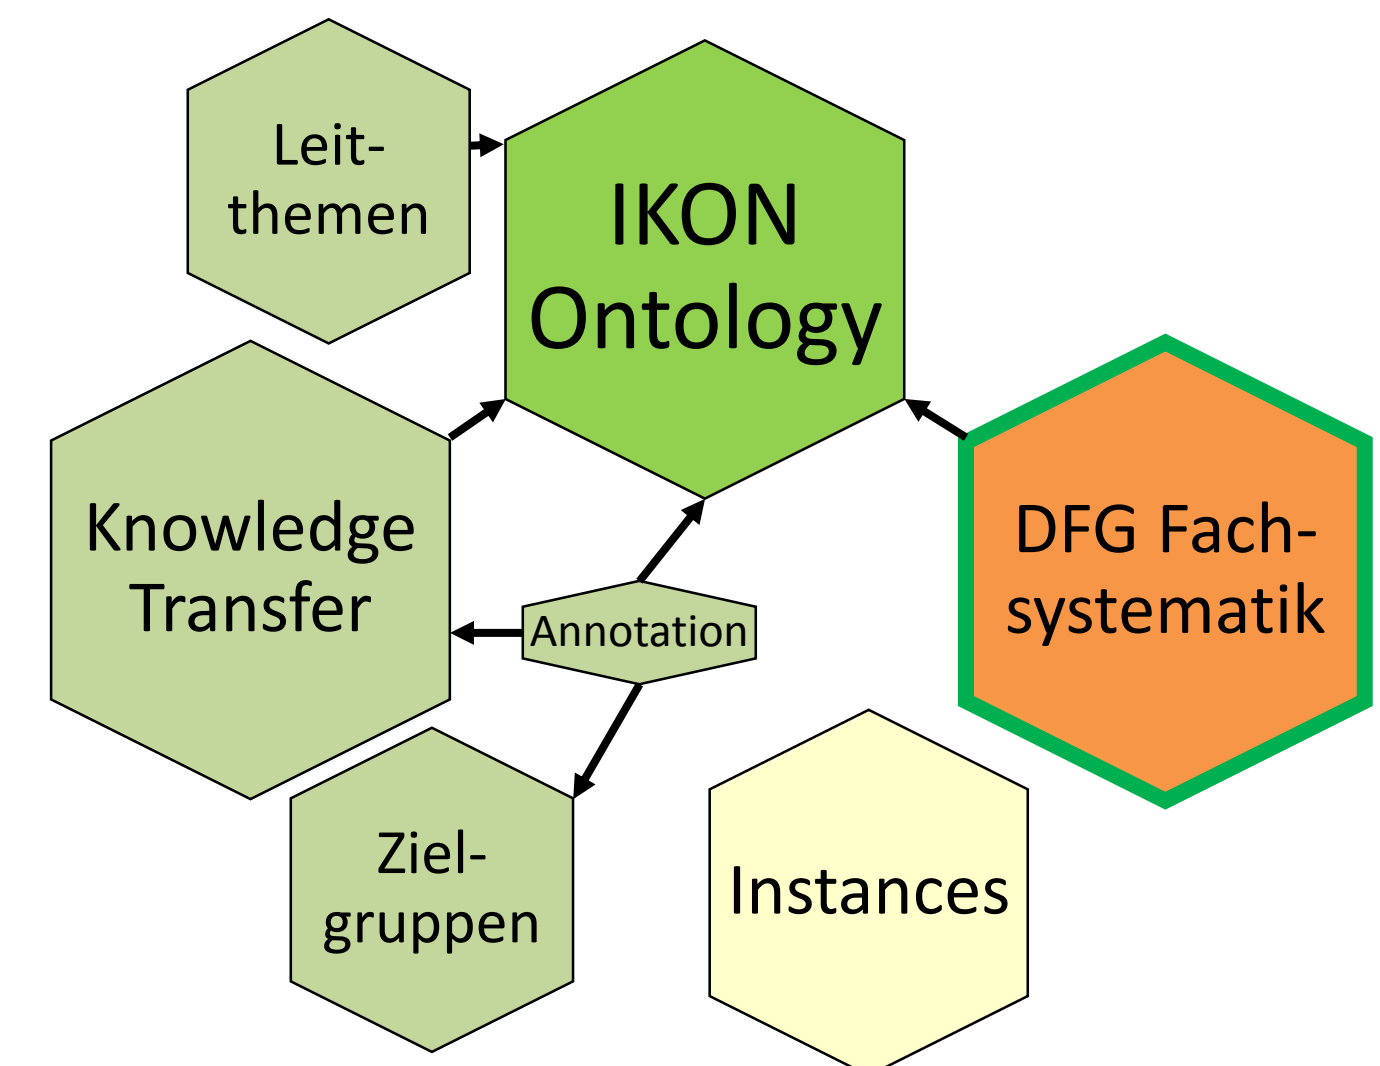 Leit-
themen
IKON
Ontology
Knowledge
Transfer
DFG Fach-
systematik
Annotation
Ziel-
gruppen
Instances